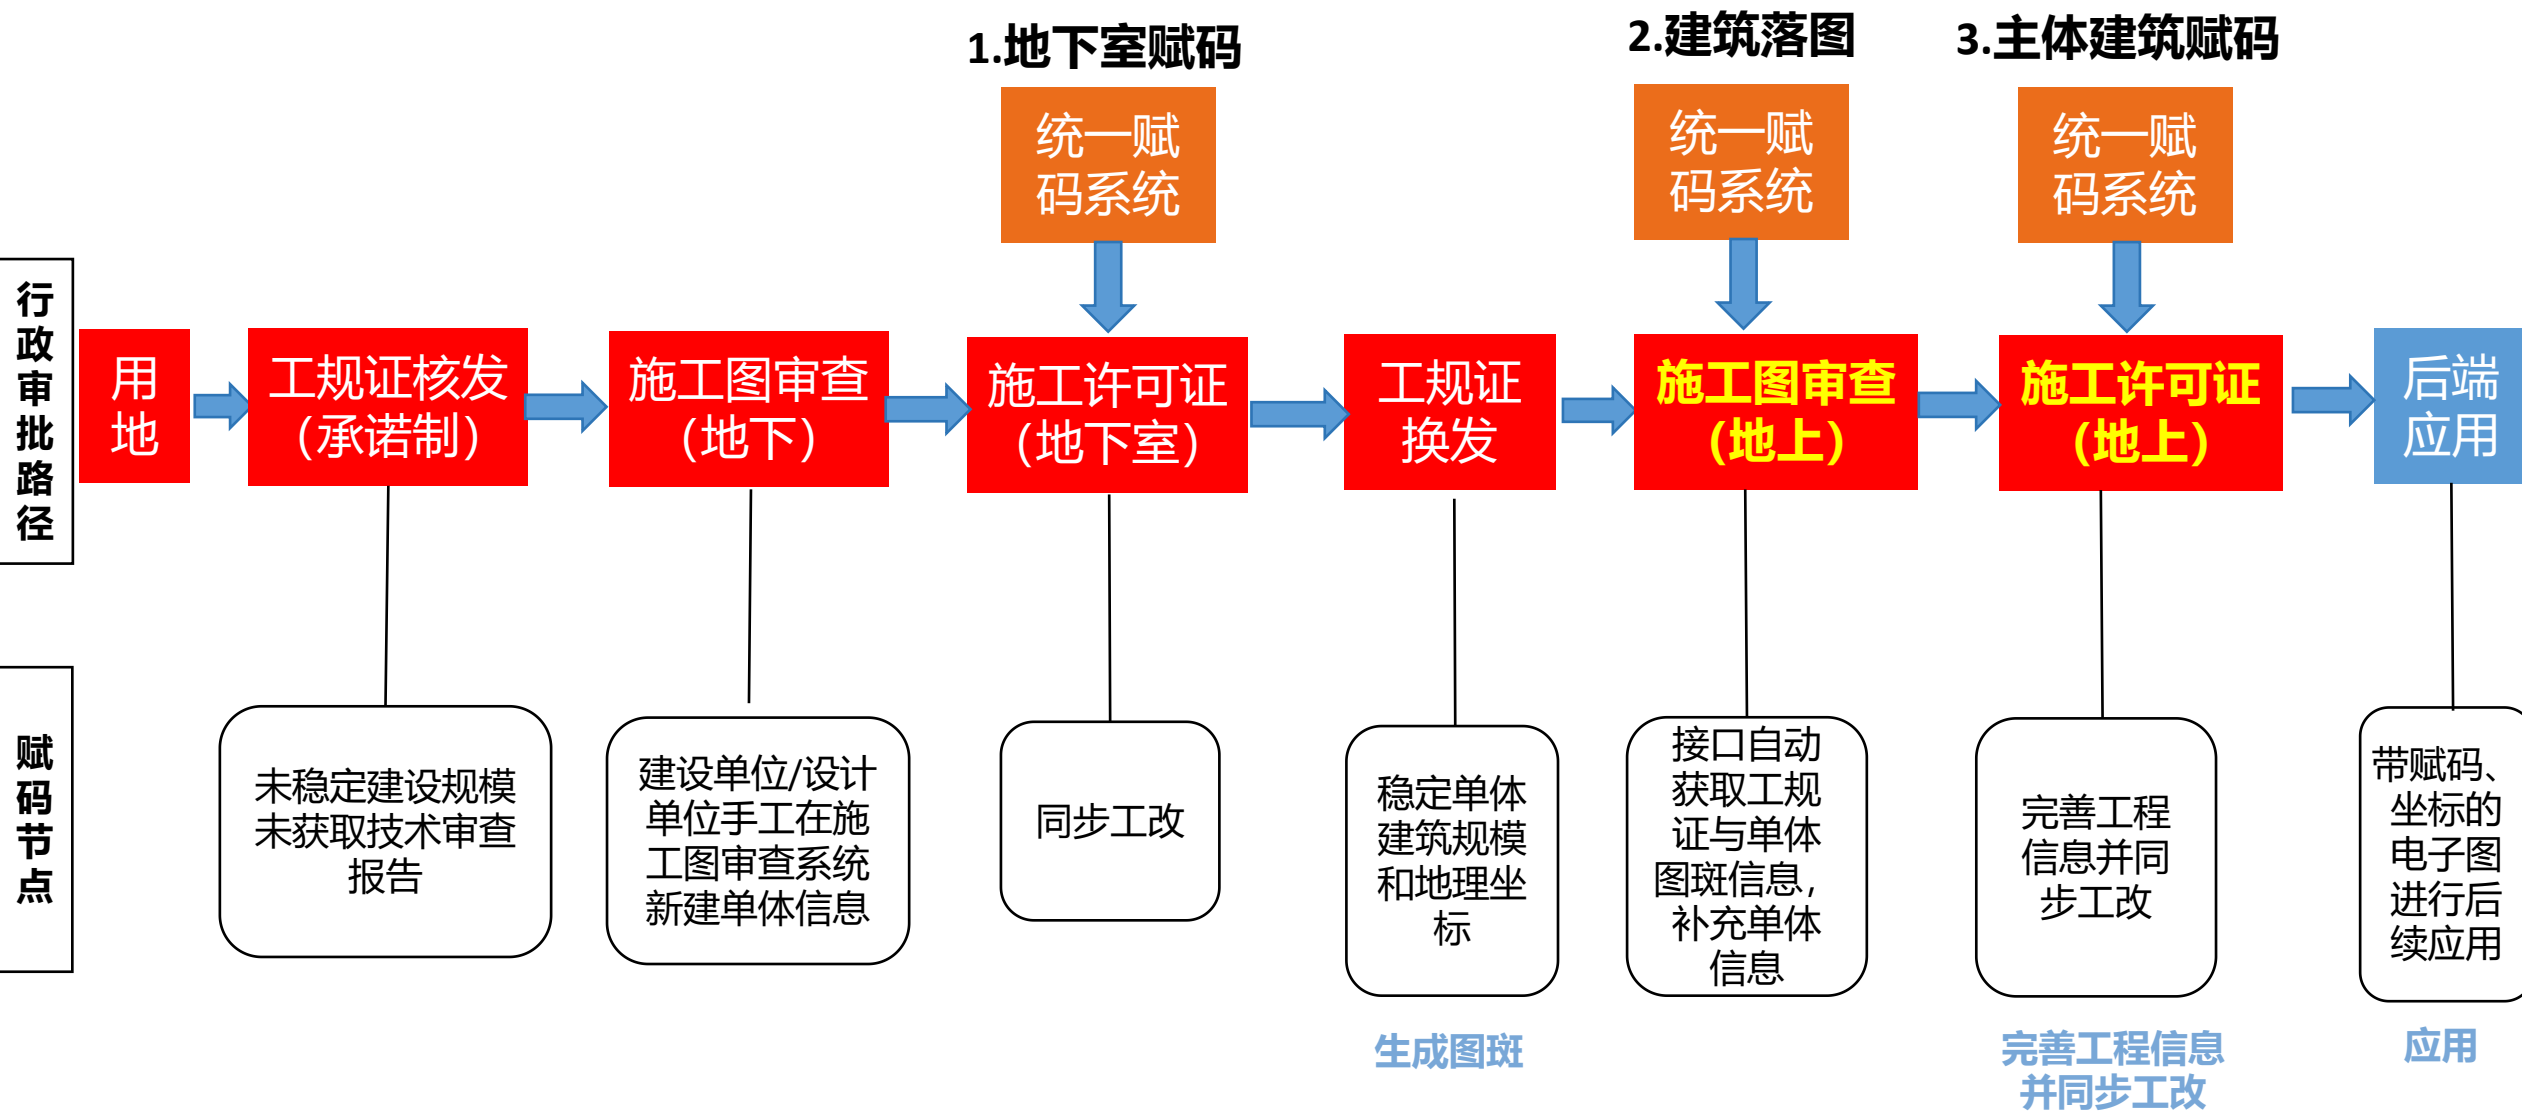 1.地下室赋码
2.建筑落图
3.主体建筑赋码
统一赋
码系统
统一赋
码系统
统一赋
码系统
行政审批路径
用
地
工规证核发
（承诺制）
施工图审查
（地下）
施工许可证
（地下室）
工规证
换发
施工图审查
（地上）
施工许可证
（地上）
后端
应用
赋码节点
未稳定建设规模
未获取技术审查
报告
建设单位/设计
单位手工在施
工图审查系统
新建单体信息
同步工改
稳定单体
建筑规模
和地理坐
标
接口自动
获取工规
证与单体
图斑信息，
补充单体
信息
完善工程
信息并同
步工改
带赋码、
坐标的
电子图
进行后
续应用
生成图斑
完善工程信息
并同步工改
应用